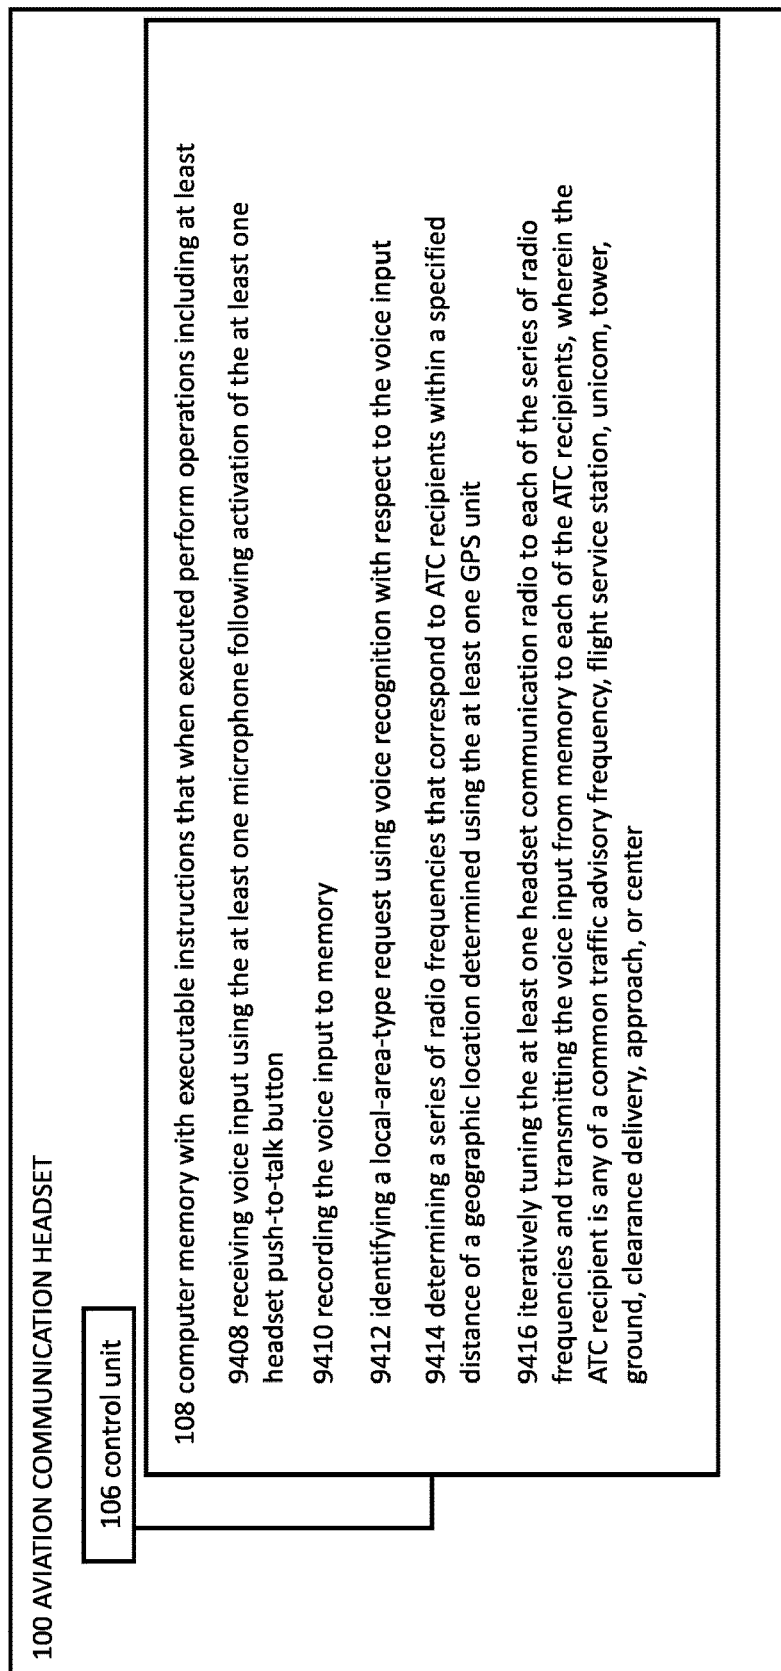 100 AVIATION COMMUNICATION HEADSET
106 control unit
108 computer memory with executable instructions that when executed perform operations including at least
9408 receiving voice input using the at least one microphone following activation of the at least one
headset push-to-talk button
9410 recording the voice input to memory
9412 identifying a local-area-type request using voice recognition with respect to the voice input
9414 determining a series of radio frequencies that correspond to ATC recipients within a specified
distance of a geographic location determined using the at least one GPS unit
9416 iteratively tuning the at least one headset communication radio to each of the series of radio
frequencies and transmitting the voice input from memory to each of the ATC recipients, wherein the
ATC recipient is any of a common traffic advisory frequency, flight service station, unicom, tower,
ground, clearance delivery, approach, or center